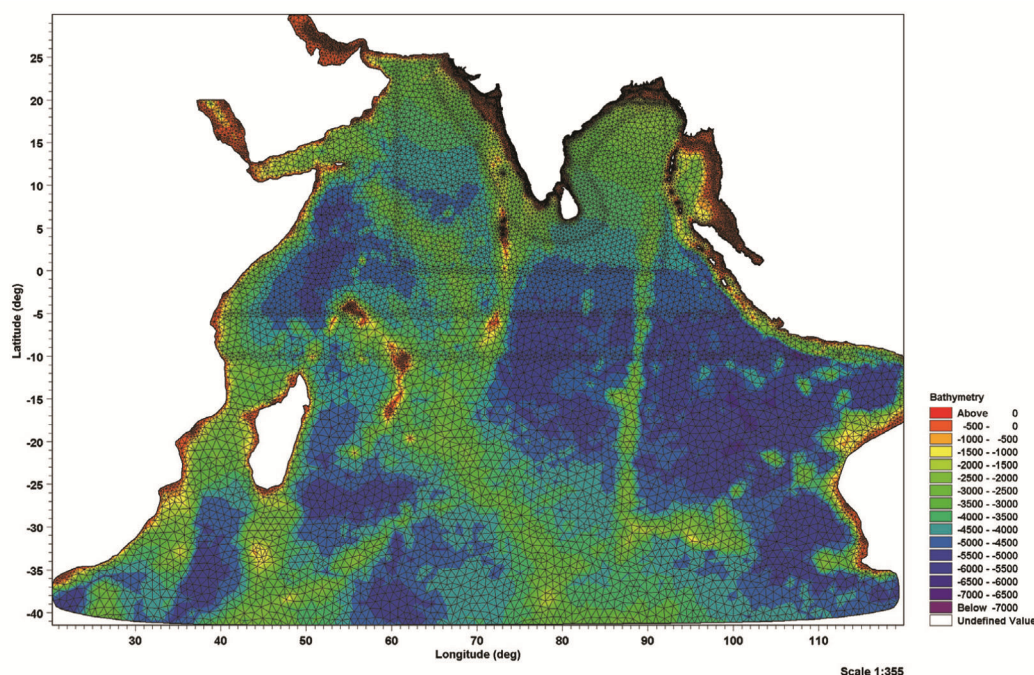 25
20
15
10
5
0
-5
-10
-15
-20
-25
-30
-35
-40
Latitude (deg)
30
40
50
60
70
80
90
100
110
Longitude (deg)
Bathymetry
Above 0
-500 - 0
-1000 - -500
-1500 - -1000
-2000 - -1500
-2500 - -2000
-3000 - -2500
-3500 - -3000
-4000 - -3500
-4500 - -4000
-5000 - -4500
-5500 - -5000
-6000 - -5500
-6500 - -6000
-7000 - -6500
Below -7000
Undefined Value
Scale 1:355